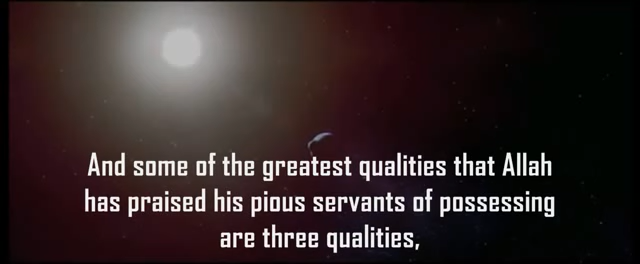 And some of the greatest qualities that Allah
has praised his pious servants of possessing
are three qualities,